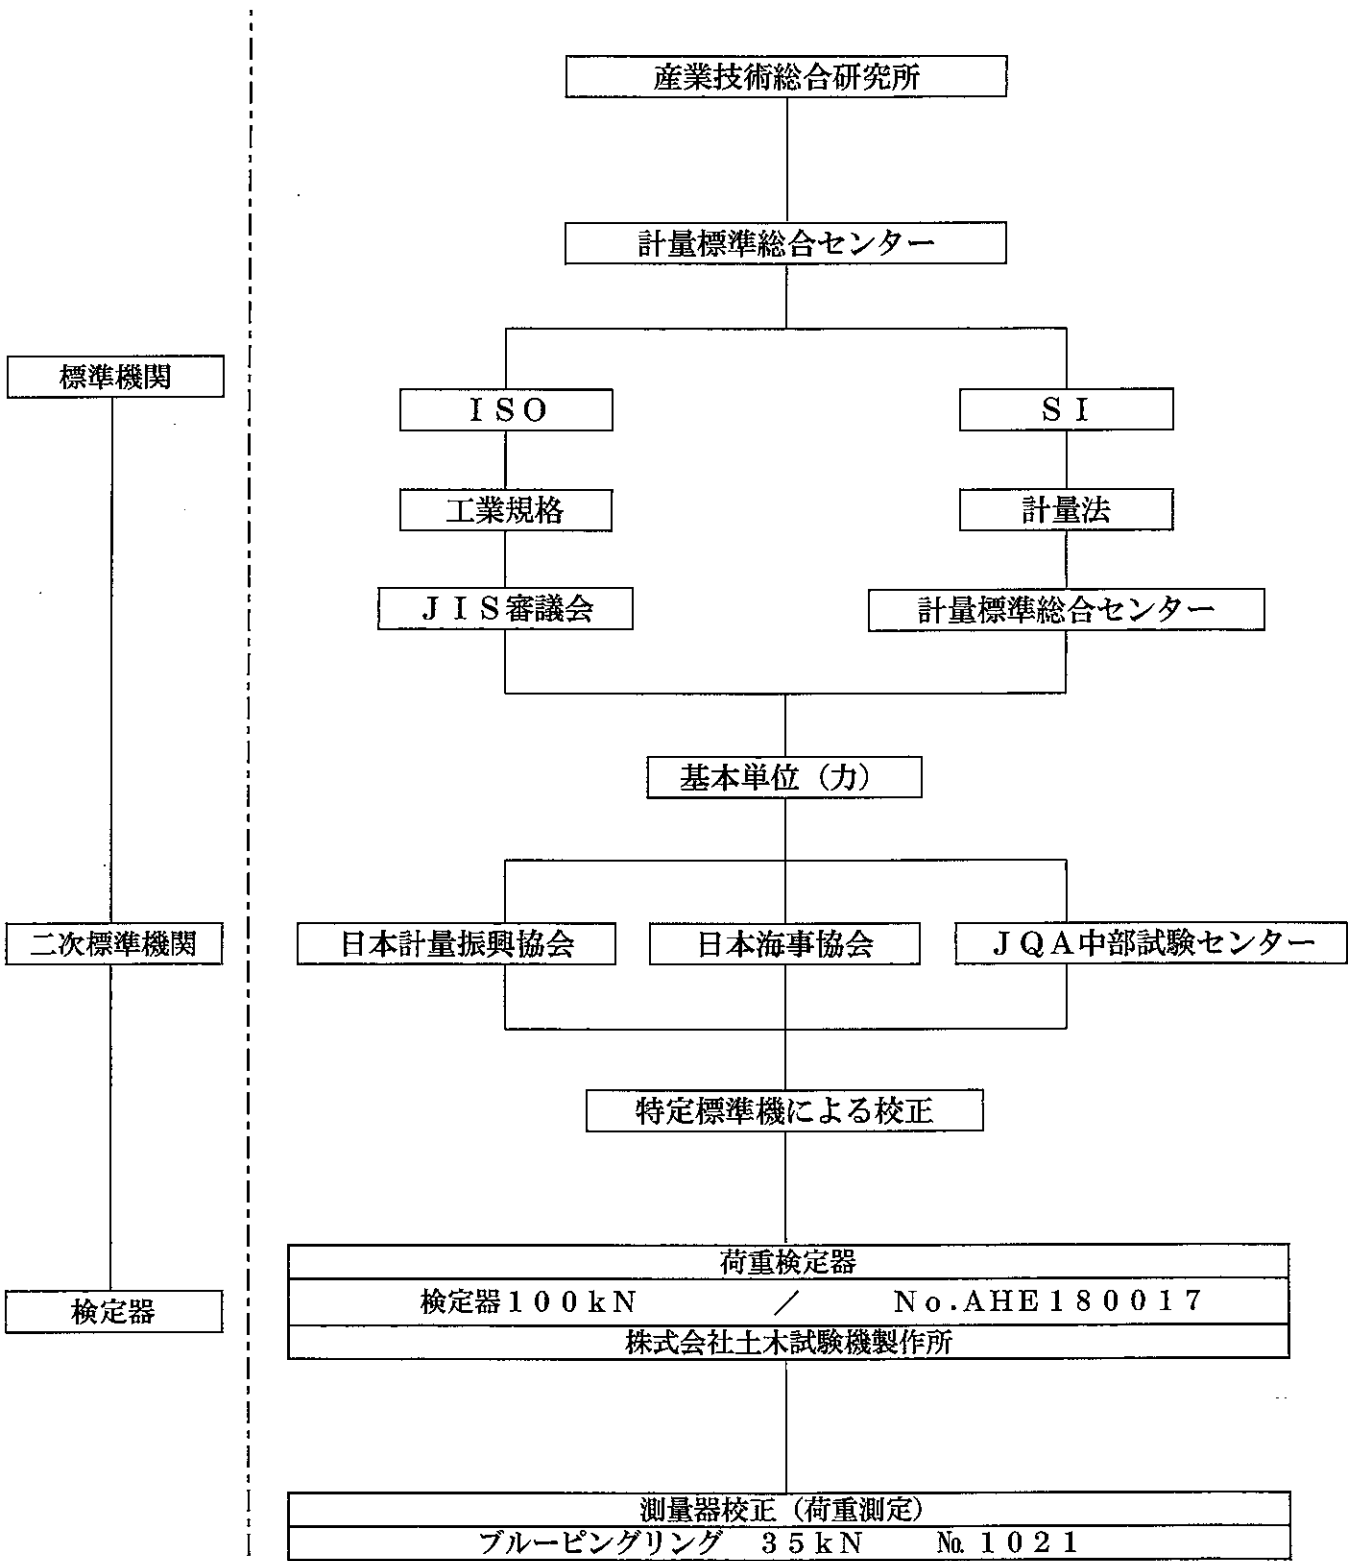 産業技術総合研究所
計量標準総合センター
標準機関
ISO
SI
工業規格
計量法
JIS審議会
計量標準総合センター
基本単位（力）
二次標準機関
日本計量振興協会
日本海事協会
JQA中部試験センター
特定標準機による校正
荷重検定器
検定器
検定器100kN ／ No.AHE180017
株式会社土木試験機製作所
測量器校正（荷重測定）
ブルーピングリング 35kN № 1021